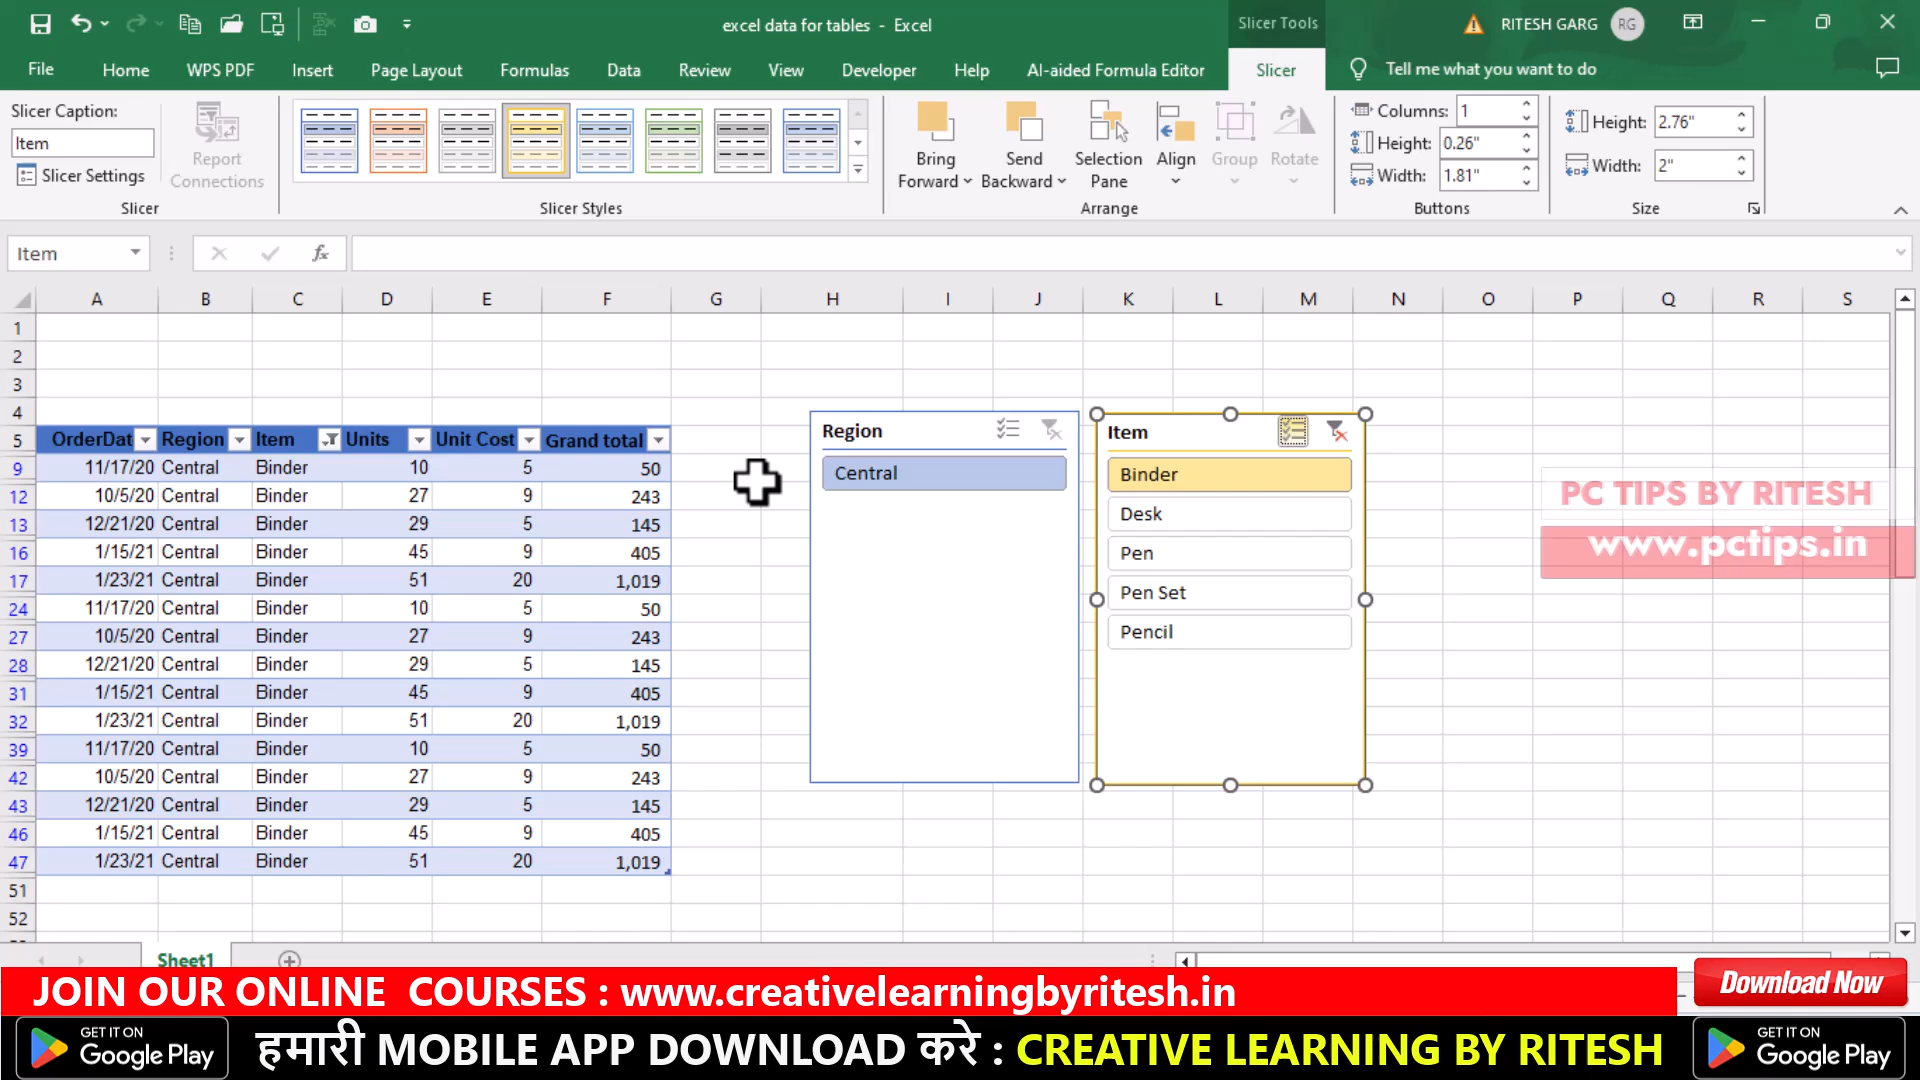 excel data for tables - Excel
Slicer Tools
RITESH GARG
RG
File
Home
WPS PDF
Insert
Page Layout
Formulas
Data
Review
View
Developer
Help
AI-aided Formula Editor
Slicer
Tell me what you want to do
Slicer Caption:
Item
Slicer Settings
Report
Connections
Slicer
Slicer Styles
Bring
Forward
Send
Backward
Selection
Pane
Align
Group
Rotate
Arrange
Columns: 1
Height: 0.26"
Width: 1.81"
Buttons
Height: 2.76"
Width: 2"
Size
Item
fx
A B C D E F G H I J K L M N O P Q R S
1
2
3
4
5 OrderDat Region Item Units Unit Cost Grand total
9 11/17/20 Central Binder 10 5 50
12 10/5/20 Central Binder 27 9 243
13 12/21/20 Central Binder 29 5 145
16 1/15/21 Central Binder 45 9 405
17 1/23/21 Central Binder 51 20 1,019
24 11/17/20 Central Binder 10 5 50
27 10/5/20 Central Binder 27 9 243
28 12/21/20 Central Binder 29 5 145
31 1/15/21 Central Binder 45 9 405
32 1/23/21 Central Binder 51 20 1,019
39 11/17/20 Central Binder 10 5 50
42 10/5/20 Central Binder 27 9 243
43 12/21/20 Central Binder 29 5 145
46 1/15/21 Central Binder 45 9 405
47 1/23/21 Central Binder 51 20 1,019
51
52
Region
Central
Item
Binder
Desk
Pen
Pen Set
Pencil
PC TIPS BY RITESH
www.pctips.in
Sheet1
JOIN OUR ONLINE COURSES : www.creativelearningbyritesh.in
Download Now
GET IT ON
Google Play
हमारी MOBILE APP DOWNLOAD करे : CREATIVE LEARNING BY RITESH
GET IT ON
Google Play